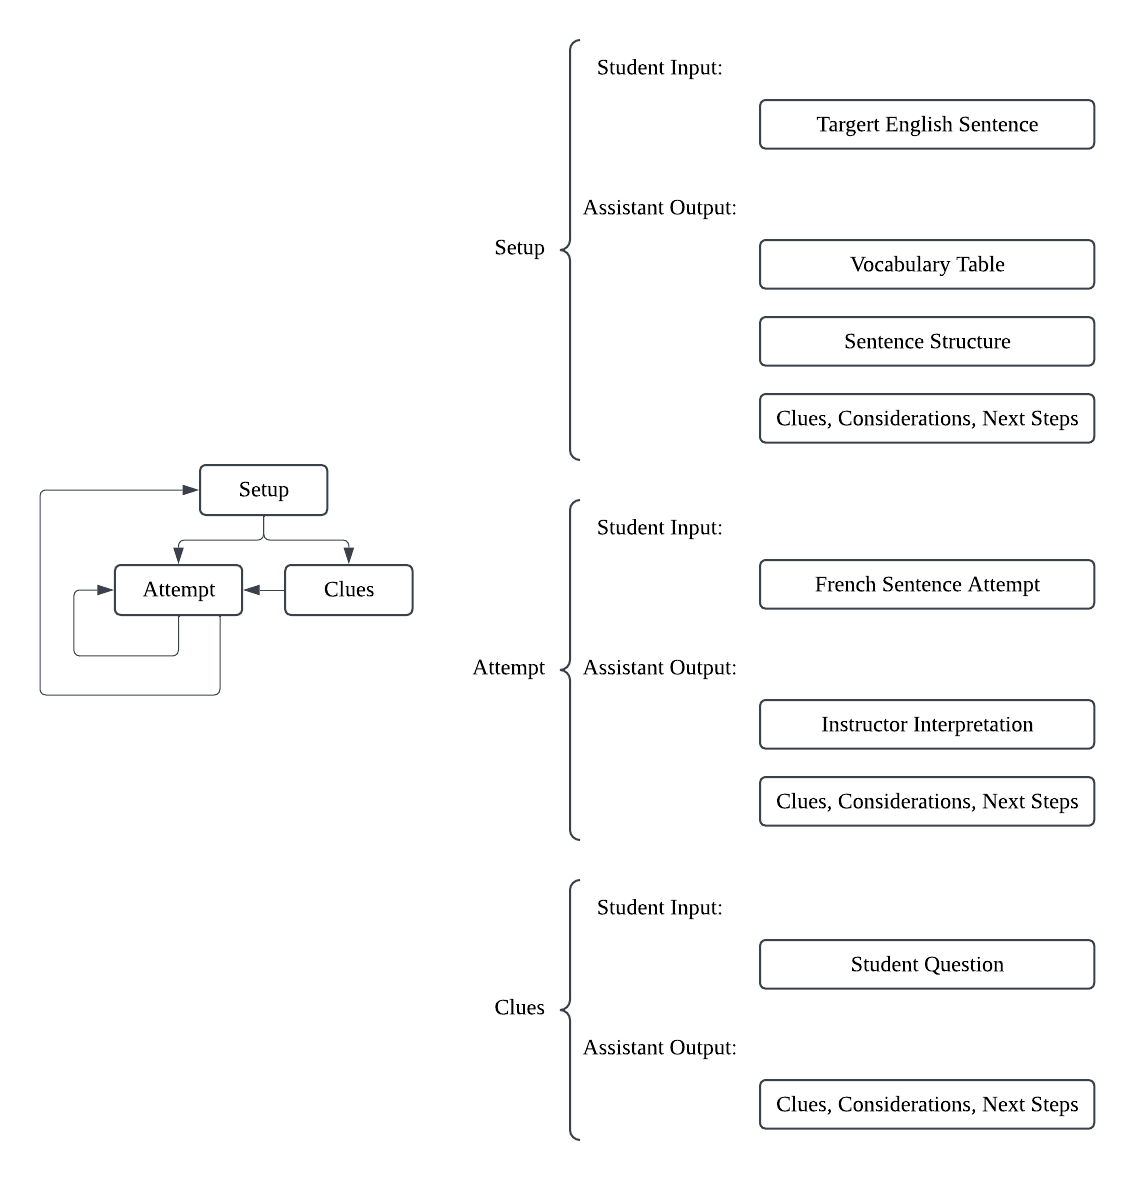 Student Input:
Targert English Sentence
Assistant Output:
Setup
Vocabulary Table
Sentence Structure
Clues, Considerations, Next Steps
Setup
Attempt
Clues
Student Input:
French Sentence Attempt
Attempt
Assistant Output:
Instructor Interpretation
Clues, Considerations, Next Steps
Student Input:
Student Question
Clues
Assistant Output:
Clues, Considerations, Next Steps